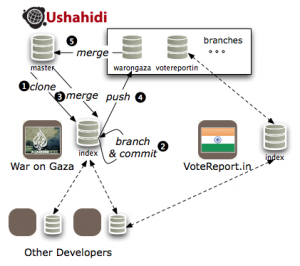 Ushahidi
5
merge
branches
master
warongaza
votereportin
...
1
clone
3
merge
push
4
branch
& commit
2
index
index
War on Gaza
VoteReport.in
Other Developers